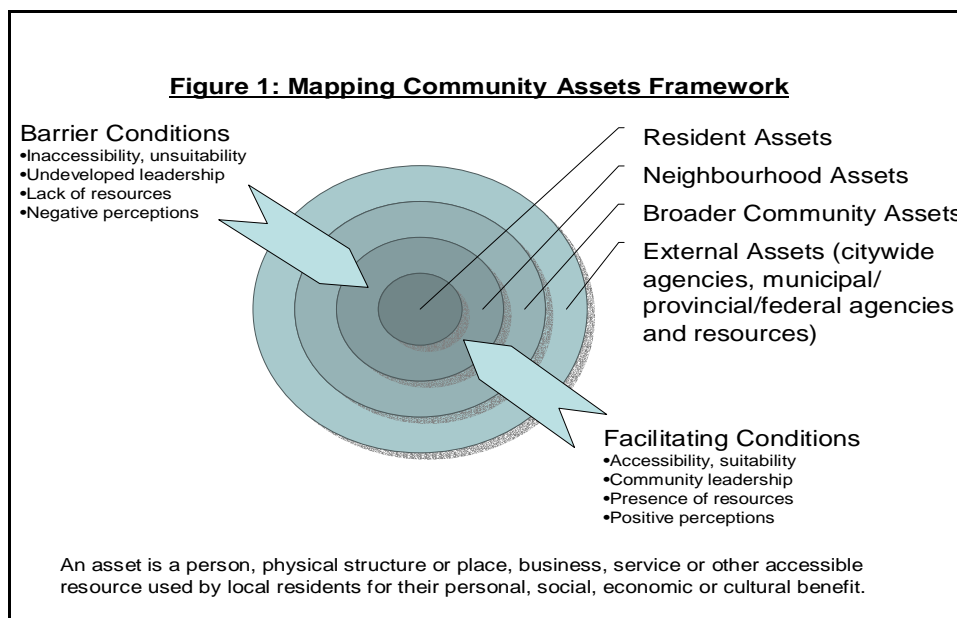 Figure 1: Mapping Community Assets Framework
Barrier Conditions
•Inaccessibility, unsuitability
•Undeveloped leadership
•Lack of resources
•Negative perceptions
Resident Assets
Neighbourhood Assets
Broader Community Assets
External Assets (citywide
agencies, municipal/
provincial/federal agencies
and resources)
Facilitating Conditions
•Accessibility, suitability
•Community leadership
•Presence of resources
•Positive perceptions
An asset is a person, physical structure or place, business, service or other accessible
resource used by local residents for their personal, social, economic or cultural benefit.